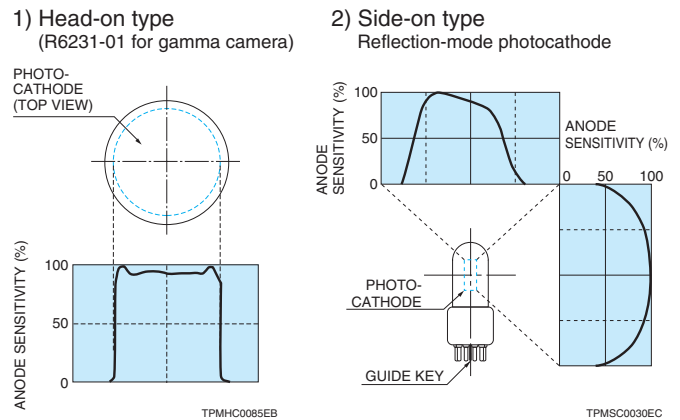 1) Head-on type
(R6231-01 for gamma camera)
PHOTO-
CATHODE
(TOP VIEW)
ANODE SENSITIVITY (%)
100
50
0
TPMHC0085EB
2) Side-on type
Reflection-mode photocathode
ANODE
SENSITIVITY (%)
100
50
0
ANODE
SENSITIVITY (%)
0 50 100
PHOTO-
CATHODE
GUIDE KEY
TPMSC0030EC